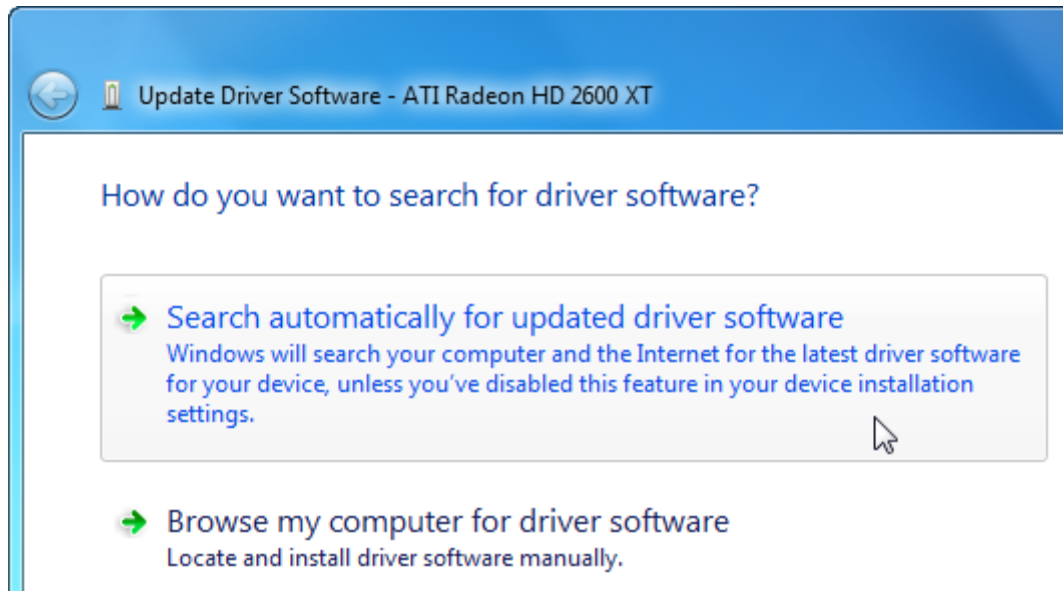 Update Driver Software - ATI Radeon HD 2600 XT
How do you want to search for driver software?
Search automatically for updated driver software
Windows will search your computer and the Internet for the latest driver software
for your device, unless you've disabled this feature in your device installation
settings.
Browse my computer for driver software
Locate and install driver software manually.